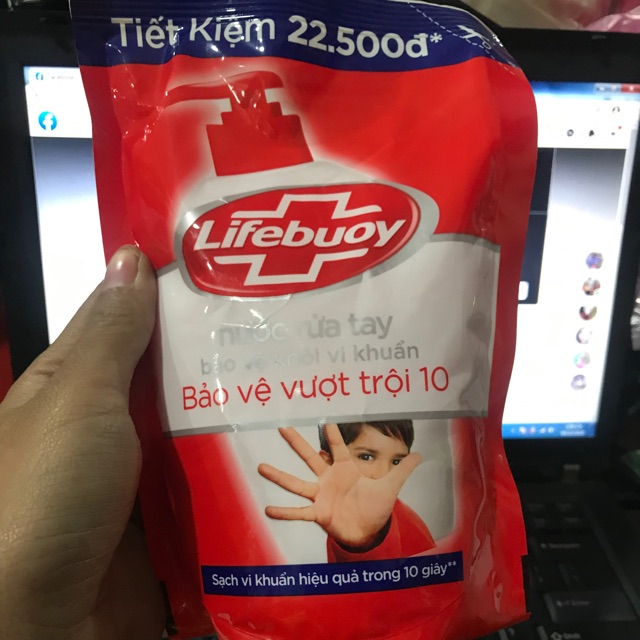 Tiết Kiệm 22.500đ*
Lifebuoy
nước rửa tay
bảo vệ khỏi vi khuẩn
Bảo vệ vượt trội 10
Sạch vi khuẩn hiệu quả trong 10 giây**